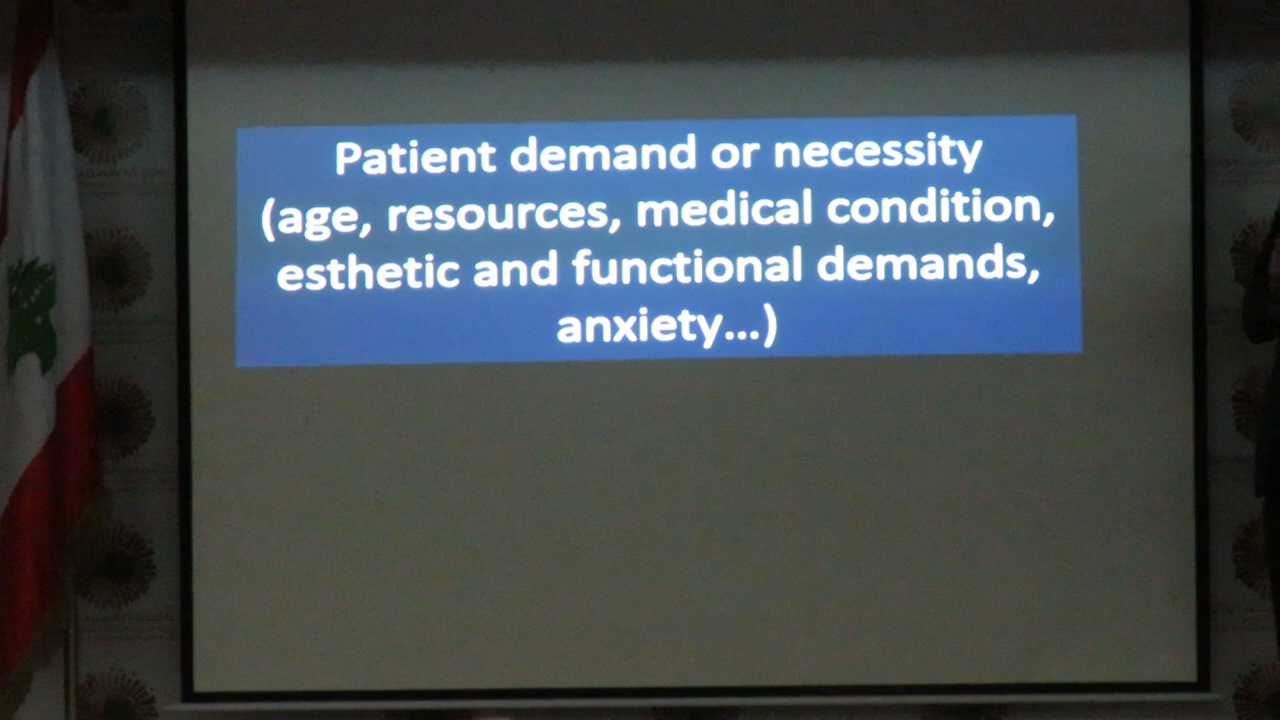 Patient demand or necessity
(age, resources, medical condition,
esthetic and functional demands,
anxiety...)